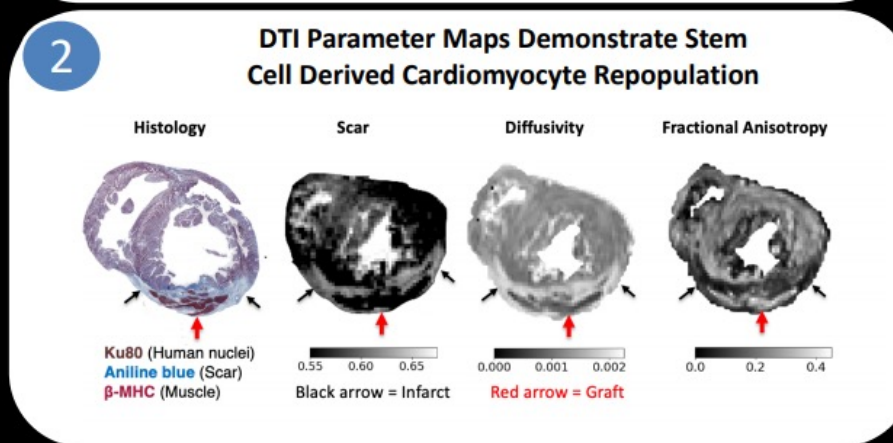 2
DTI Parameter Maps Demonstrate Stem
Cell Derived Cardiomyocyte Repopulation
Histology
Scar
Diffusivity
Fractional Anisotropy
Ku80 (Human nuclei)
Aniline blue (Scar)
β-MHC (Muscle)
0.55 0.60 0.65
Black arrow = Infarct
0.000 0.001 0.002
Red arrow = Graft
0.0 0.2 0.4